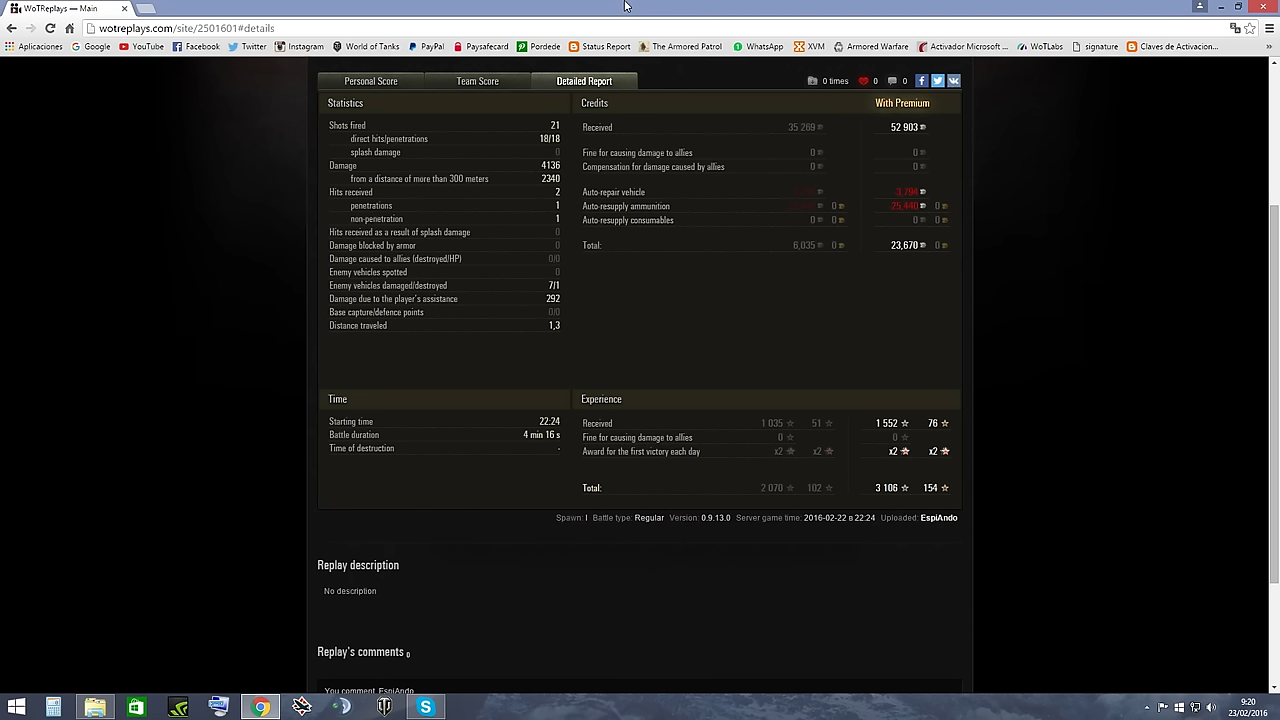 WoTReplays — Main
wotreplays.com/site/2501601#details
Aplicaciones Google YouTube Facebook Twitter Instagram World of Tanks PayPal Paysafecard Pordede Status Report The Armored Patrol WhatsApp XVM Armored Warfare Activador Microsoft ... WoTLabs signature Claves de Activacion...
Personal Score Team Score Detailed Report 0 times 0 0
Statistics Credits With Premium
Shots fired 21 Received 35 269 52 903
direct hits/penetrations 18/18
splash damage 0 Fine for causing damage to allies 0 0
Damage 4136 Compensation for damage caused by allies 0 0
from a distance of more than 300 meters 2340
Hits received 2 Auto-repair vehicle -3,794
penetrations 1 Auto-resupply ammunition 0 -25,440 0
non-penetration 1 Auto-resupply consumables 0 0 0 0
Hits received as a result of splash damage 0
Damage blocked by armor 0 Total: 6,035 0 23,670 0
Damage caused to allies (destroyed/HP) 0/0
Enemy vehicles spotted 0
Enemy vehicles damaged/destroyed 7/1
Damage due to the player's assistance 292
Base capture/defence points 0/0
Distance traveled 1,3
Time Experience
Starting time 22:24 Received 1 035 51 1 552 76
Battle duration 4 min 16 s Fine for causing damage to allies 0 0
Time of destruction - Award for the first victory each day x2 x2 x2 x2
Total: 2 070 102 3 106 154
Spawn: I Battle type: Regular Version: 0.9.13.0 Server game time: 2016-02-22 в 22:24 Uploaded: EspiAndo
Replay description
No description
Replay's comments 0
You comment EspiAndo
9:20
23/02/2016